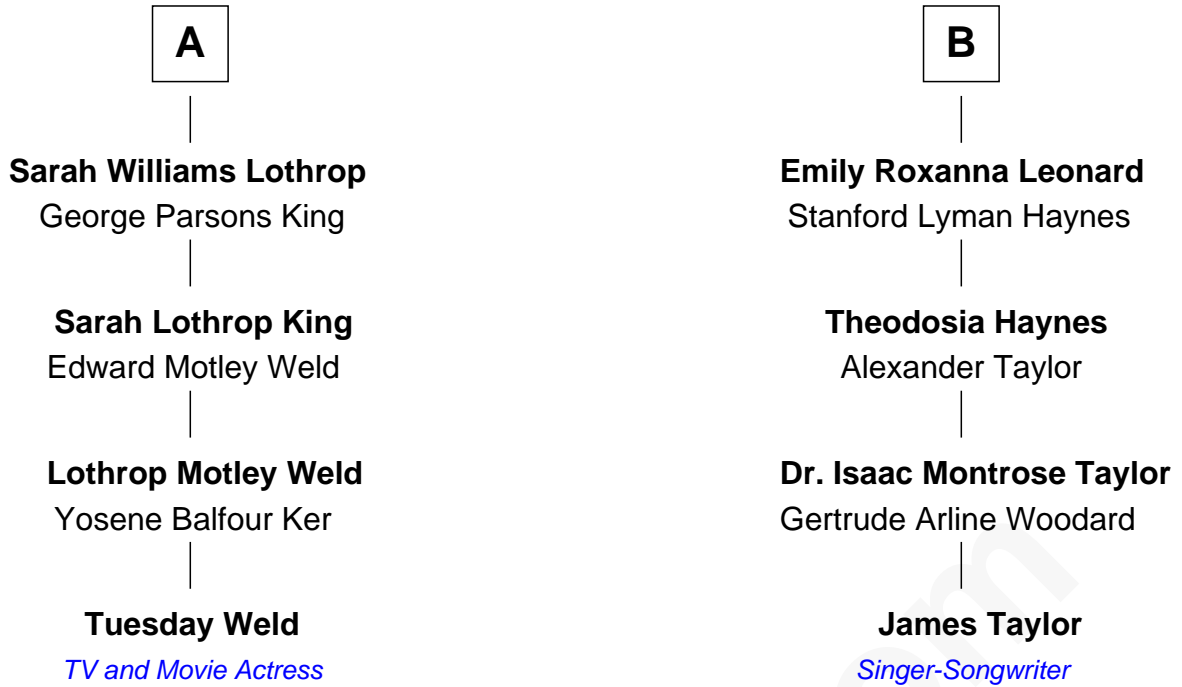 A
Sarah Williams Lothrop
George Parsons King
Sarah Lothrop King
Edward Motley Weld
Lothrop Motley Weld
Yosene Balfour Ker
Tuesday Weld
TV and Movie Actress
B
Emily Roxanna Leonard
Stanford Lyman Haynes
Theodosia Haynes
Alexander Taylor
Dr. Isaac Montrose Taylor
Gertrude Arline Woodard
James Taylor
Singer-Songwriter